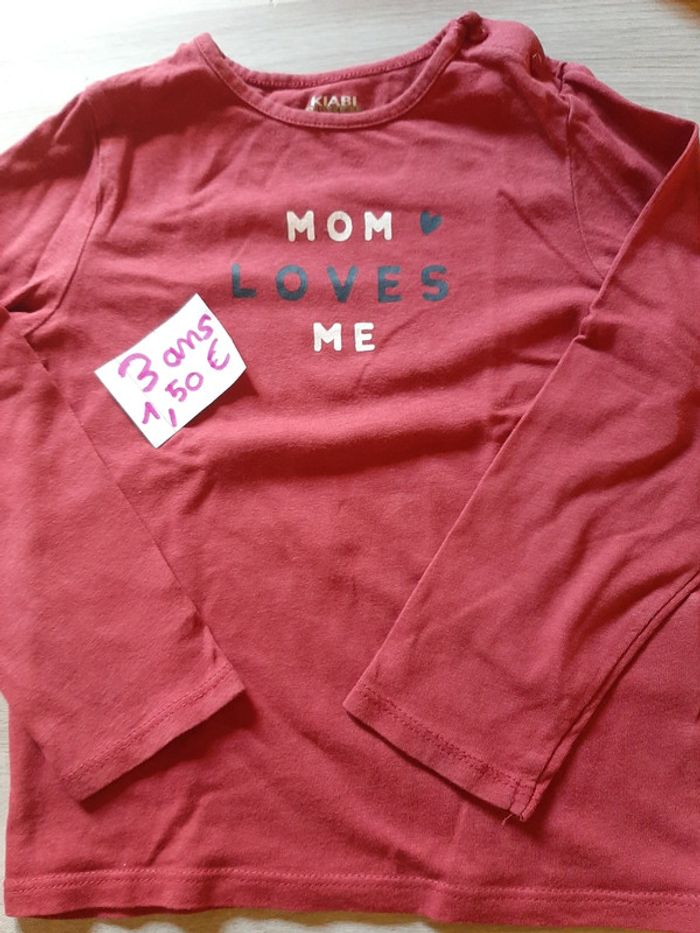 KIABI
MOM
LOVES
ME
3 ans
1,50 €